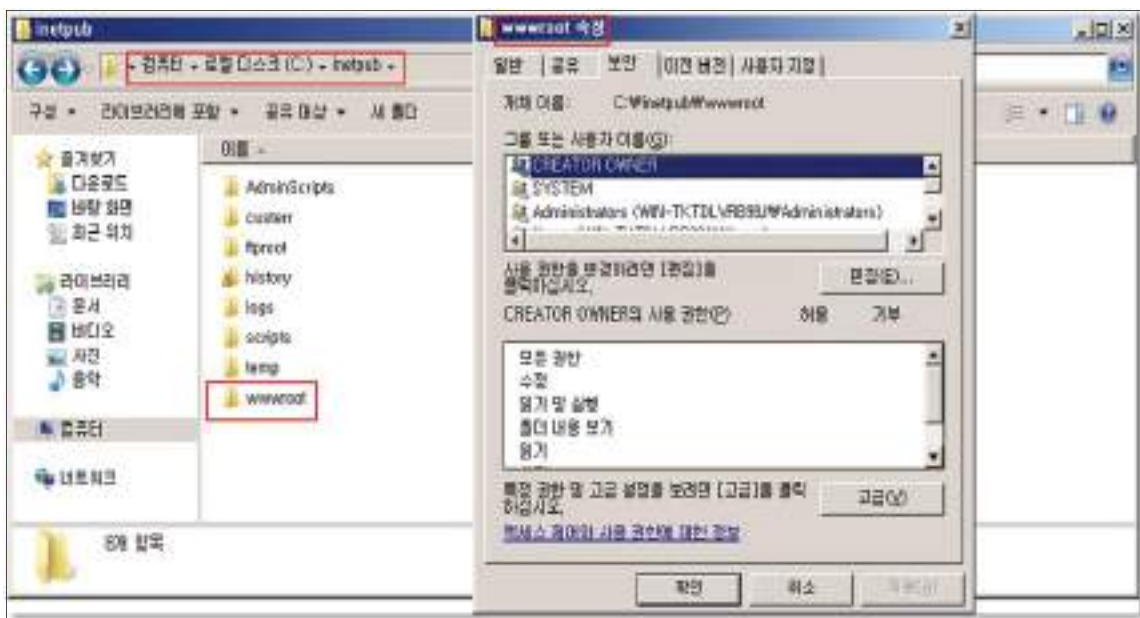 inetpub
컴퓨터 로컬 디스크 (C:) inetpub
구성 라이브러리에 포함 공유 대상 새 폴더
즐겨찾기
다운로드
바탕 화면
최근 위치
라이브러리
문서
비디오
사진
음악
컴퓨터
네트워크
이름
AdminScripts
custerr
ftproot
history
logs
scripts
temp
wwwroot
8개 항목
wwwroot 속성
일반 공유 보안 이전 버전 사용자 지정
개체 이름: C:\inetpub\wwwroot
그룹 또는 사용자 이름(G):
CREATOR OWNER
SYSTEM
Administrators
사용 권한을 변경하려면 [편집]을
클릭하십시오.
편집(E)...
CREATOR OWNER의 사용 권한(P) 허용 거부
모든 권한
수정
읽기 및 실행
폴더 내용 보기
읽기
특정 권한 및 고급 설정을 보려면 [고급]을 클릭
하십시오.
고급(V)
액세스 제어와 사용 권한에 대한 정보
확인 취소